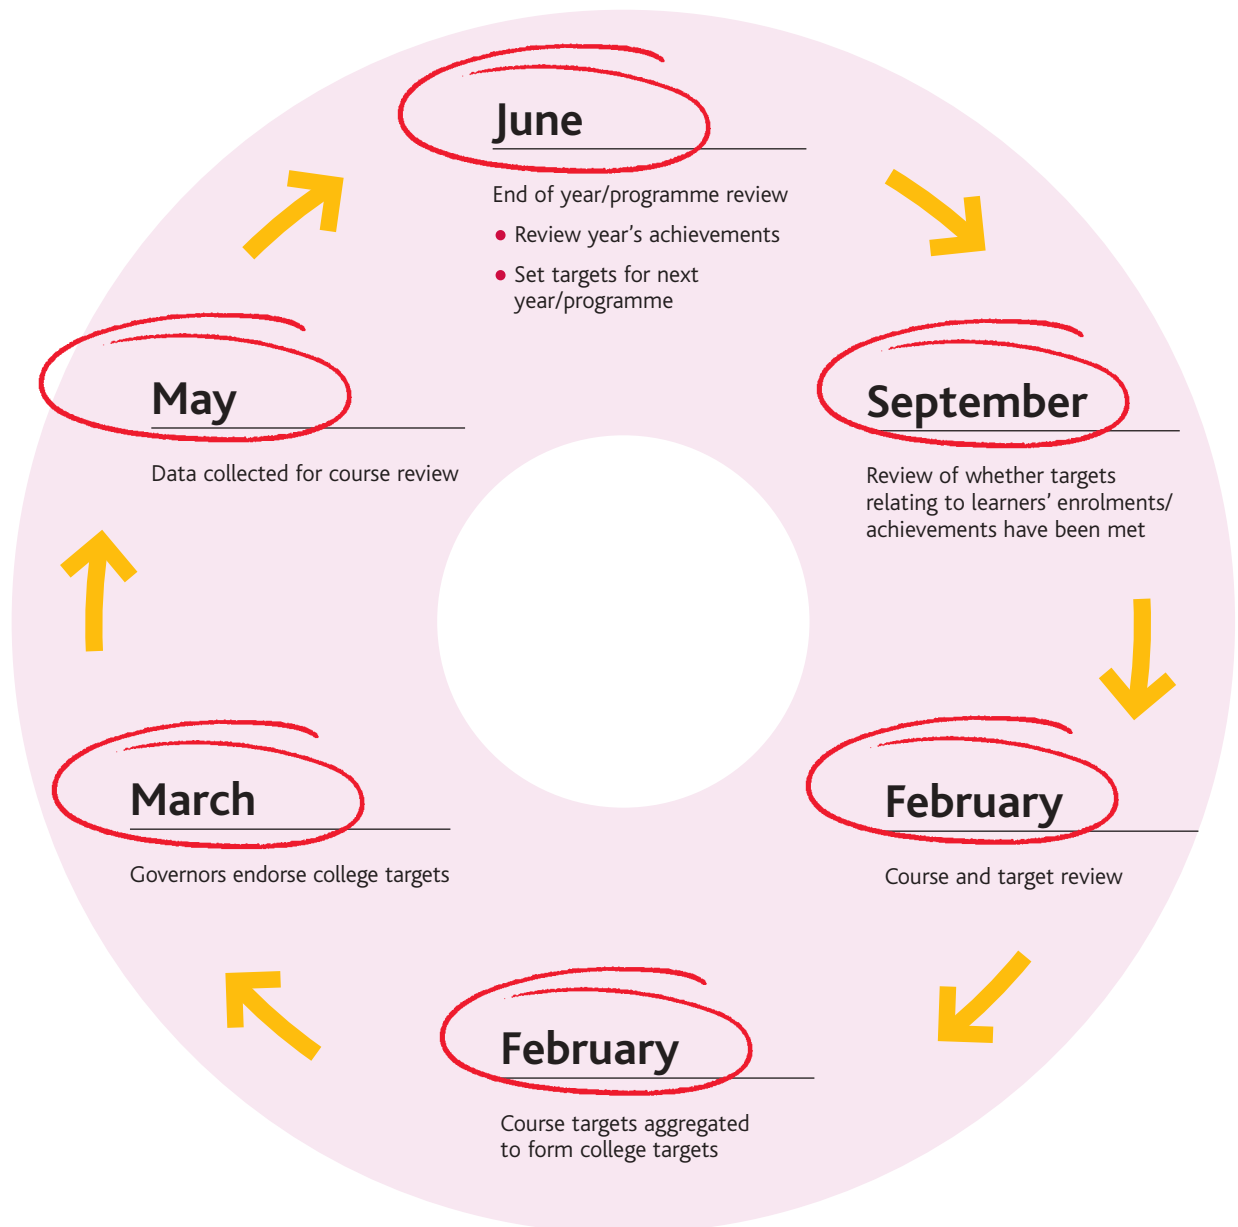 June
End of year/programme review
• Review year’s achievements
• Set targets for next
year/programme
September
Review of whether targets
relating to learners’ enrolments/
achievements have been met
February
Course and target review
February
Course targets aggregated
to form college targets
March
Governors endorse college targets
May
Data collected for course review